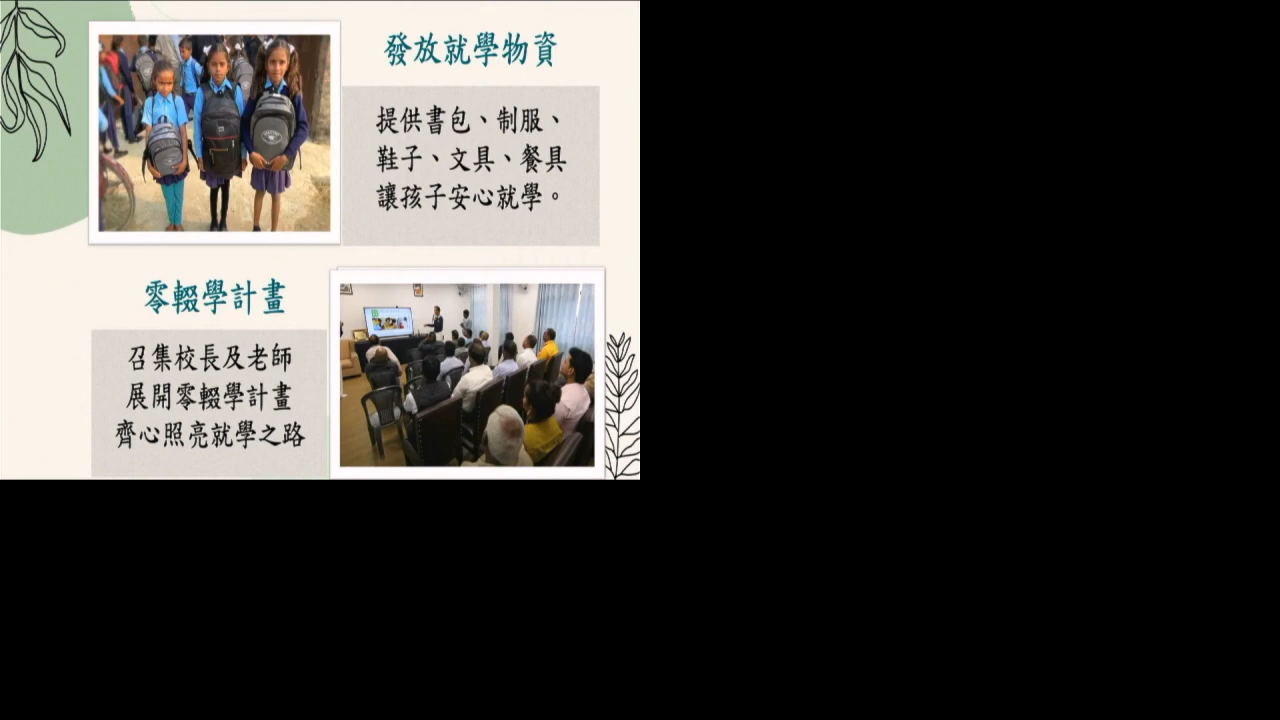 發放就學物資
提供書包、制服、
鞋子、文具、餐具
讓孩子安心就學。
零輟學計畫
召集校長及老師
展開零輟學計畫
齊心照亮就學之路